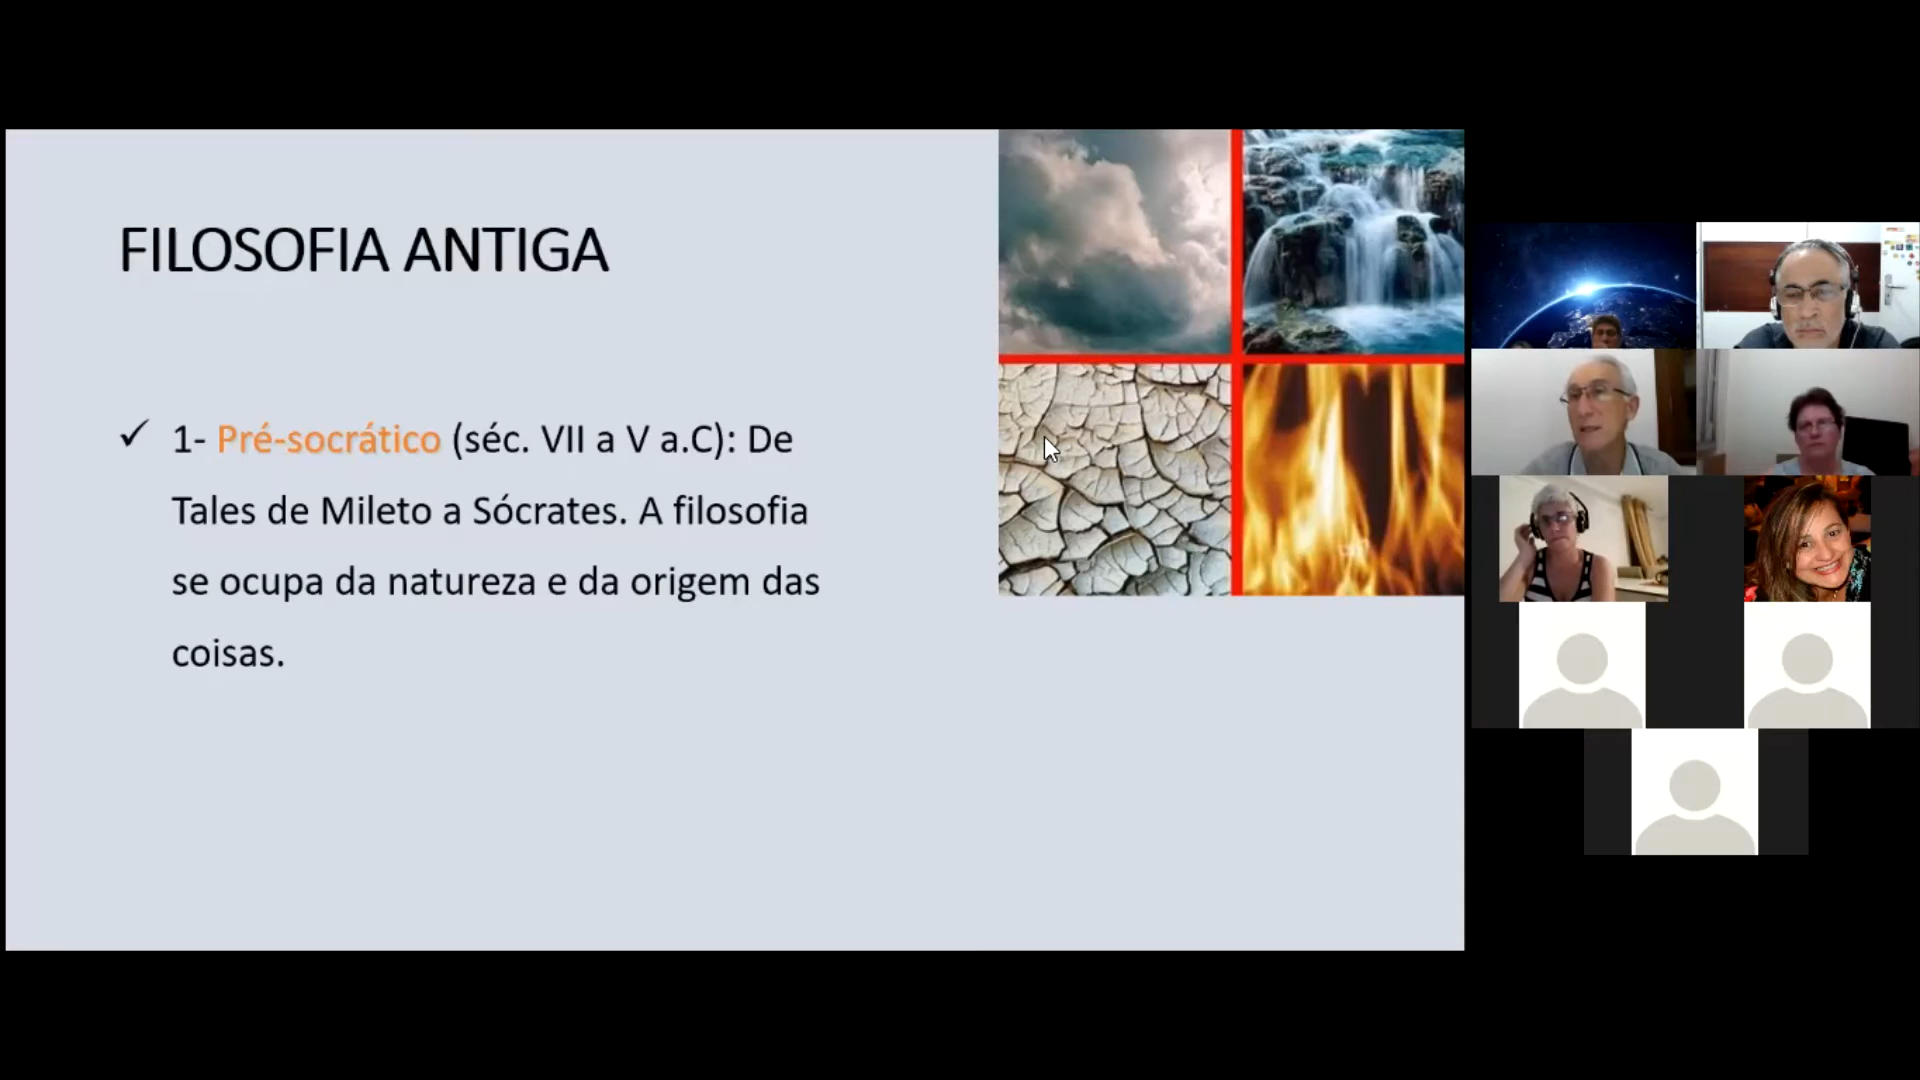 FILOSOFIA ANTIGA
✓ 1- Pré-socrático (séc. VII a V a.C): De
Tales de Mileto a Sócrates. A filosofia
se ocupa da natureza e da origem das
coisas.